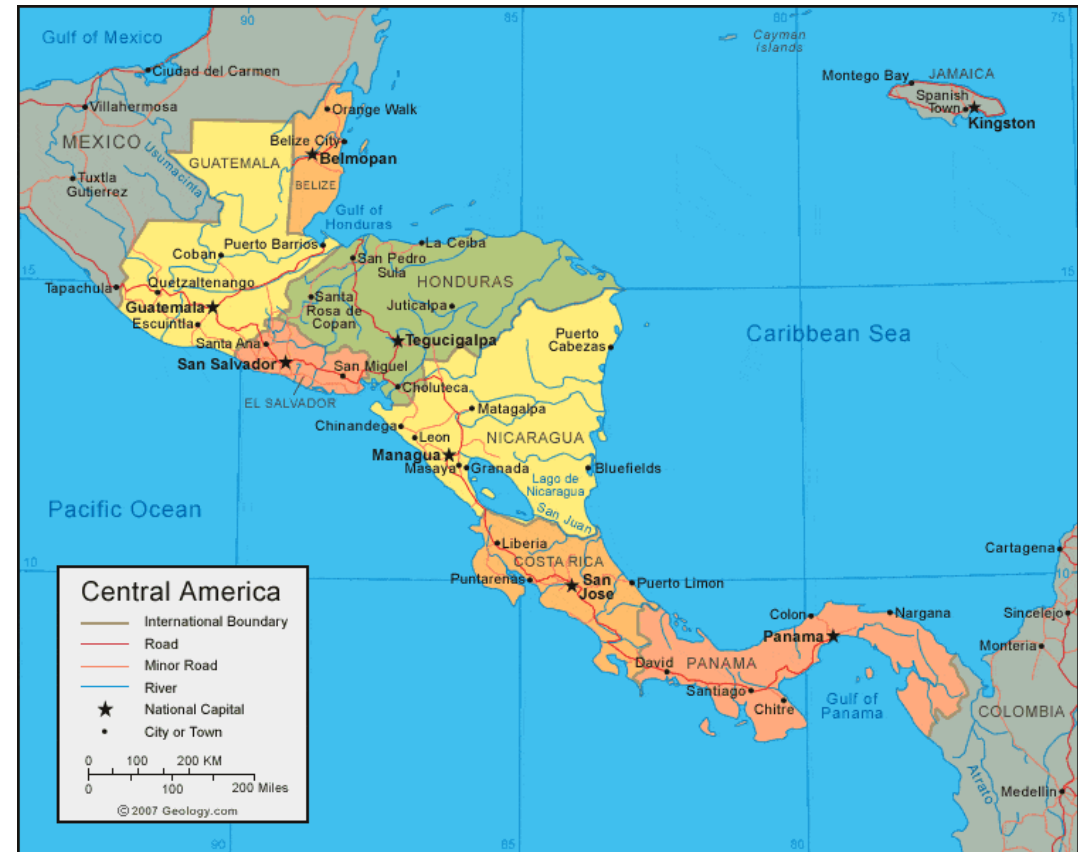 90
85
80
75
Gulf of Mexico
Cayman
Islands
Ciudad del Carmen
Montego Bay
JAMAICA
Villahermosa
Orange Walk
Spanish
Town
Kingston
MEXICO
Usumacinta
Belize City
GUATEMALA
Belmopan
Tuxtla
Gutierrez
BELIZE
Gulf of
Honduras
Puerto Barrios
La Ceiba
Coban
San Pedro
Sula
15
15
Tapachula
Quetzaltenango
HONDURAS
Guatemala
Santa
Rosa de
Copan
Juticalpa
Escuintla
Puerto
Cabezas
Caribbean Sea
Santa Ana
Tegucigalpa
San Salvador
San Miguel
Choluteca
EL SALVADOR
Matagalpa
Chinandega
Leon
NICARAGUA
Managua
Masaya
Granada
Bluefields
Lago de
Nicaragua
Pacific Ocean
San Juan
Liberia
Cartagena
COSTA RICA
10
10
Puntarenas
San
Jose
Puerto Limon
Colon
Nargana
Sincelejo
Panama
Monteria
David
PANAMA
Santiago
Chitre
Gulf of
Panama
COLOMBIA
Atrato
Medellin
Central America
International Boundary
Road
Minor Road
River
National Capital
City or Town
0 100 200 KM
0 100 200 Miles
© 2007 Geology.com
90
85
80